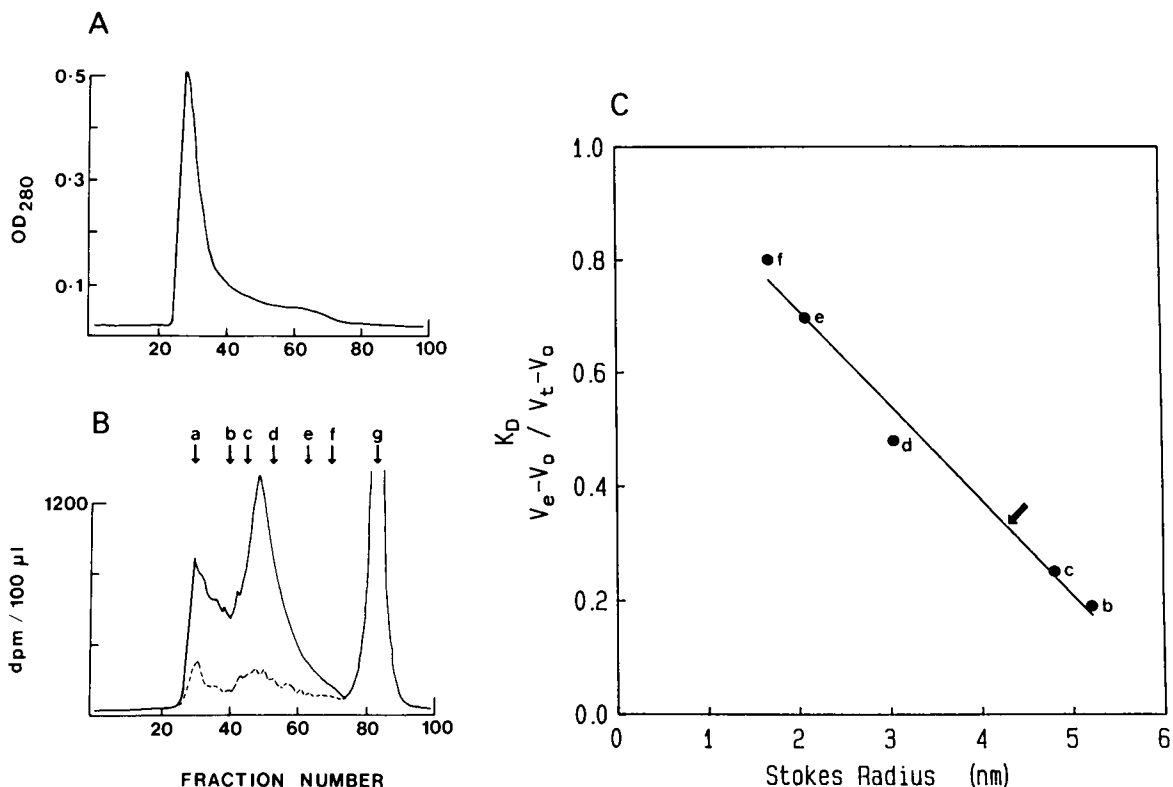 A
OD280
0·5
0·3
0·1
20 40 60 80 100
B
a b c d e f g
1200
dpm / 100 µl
20 40 60 80 100
FRACTION NUMBER
C
KD
Ve-Vo / Vt-Vo
1.0
0.8
0.6
0.4
0.2
0.0
f
e
d
c
b
0 1 2 3 4 5 6
Stokes Radius (nm)